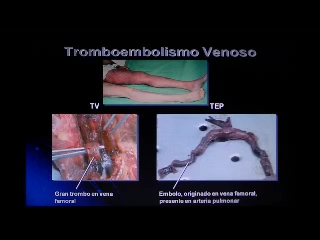 Tromboembolismo Venoso
TV
TEP
Gran trombo en vena
femoral
Embolo, originado en vena femoral,
presente en arteria pulmonar